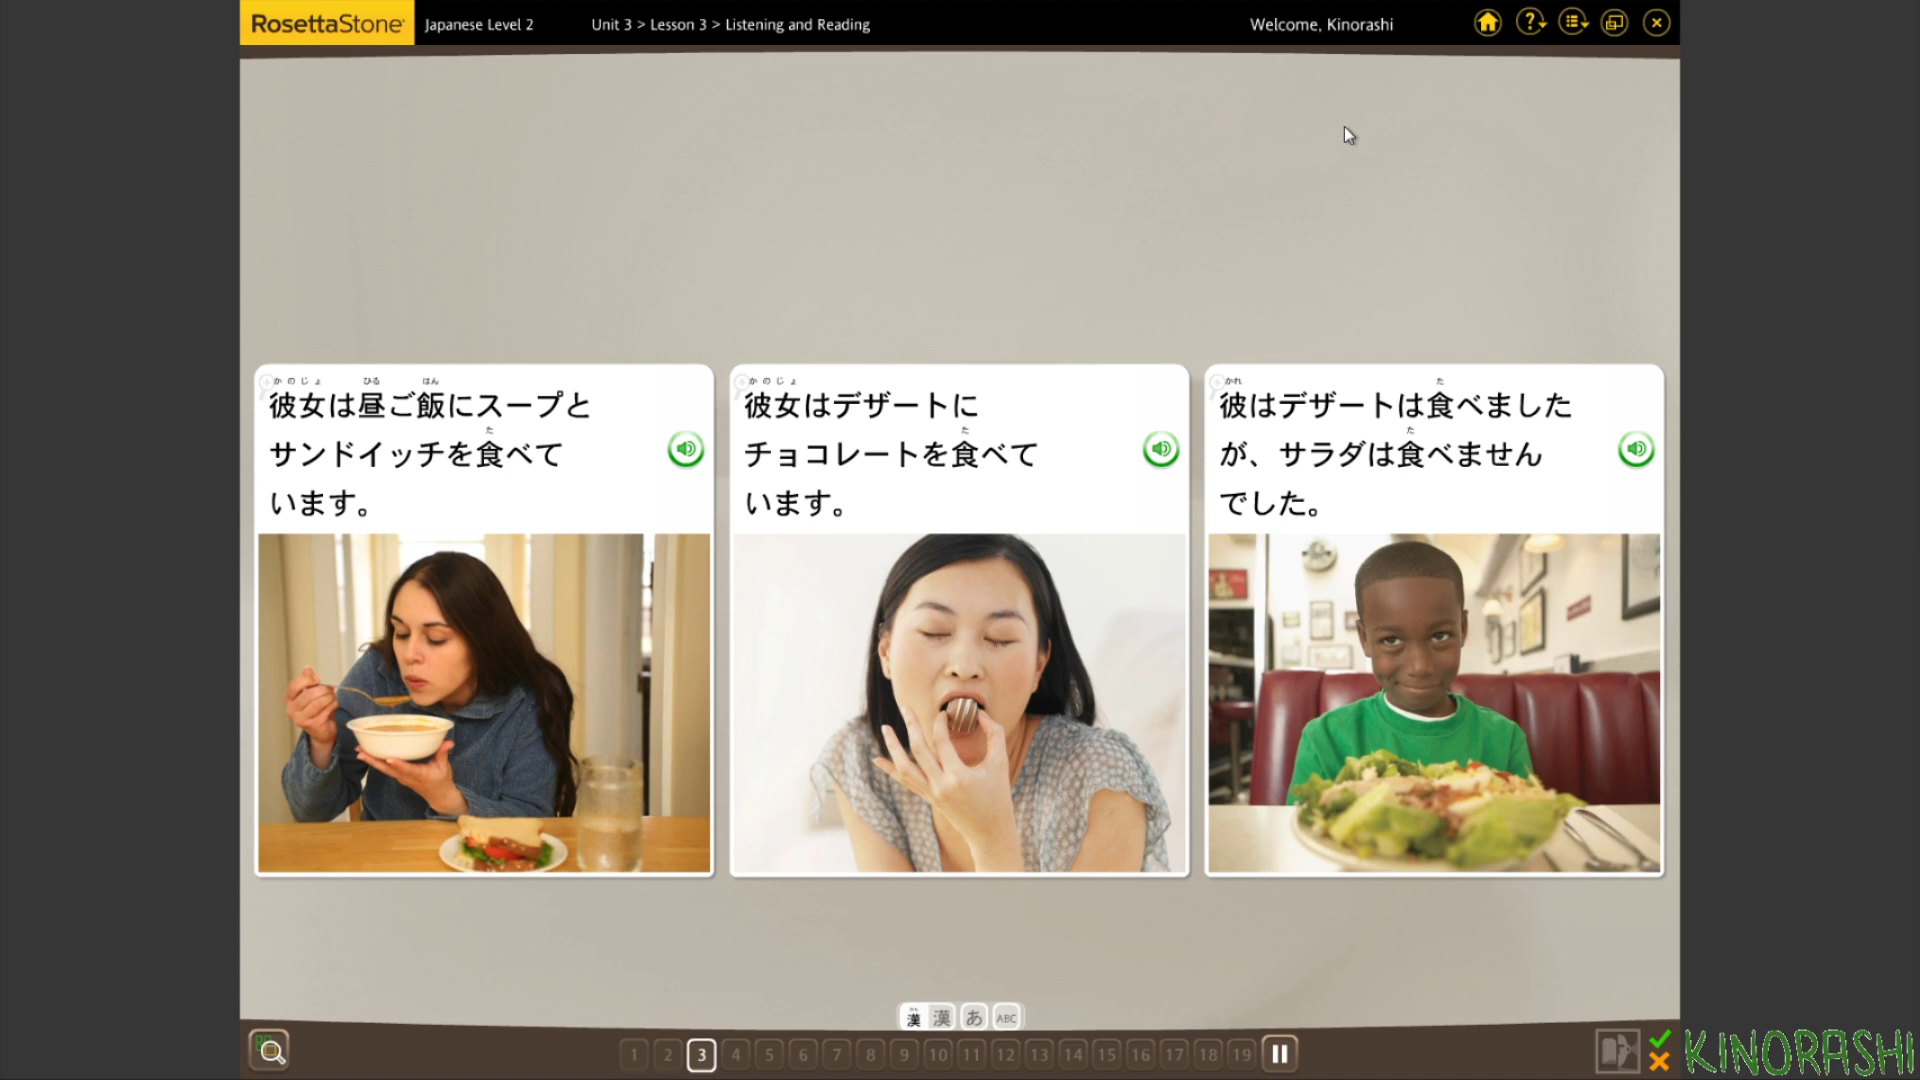 RosettaStone
Japanese Level 2
Unit 3 > Lesson 3 > Listening and Reading
Welcome, Kinorashi
かのじょ ひる はん
彼女は昼ご飯にスープと
た
サンドイッチを食べて
います。
かのじょ
彼女はデザートに
た
チョコレートを食べて
います。
かれ た
彼はデザートは食べました
た
が、サラダは食べません
でした。
かん
漢 漢 あ ABC
1 2 3 4 5 6 7 8 9 10 11 12 13 14 15 16 17 18 19
KINORASHI